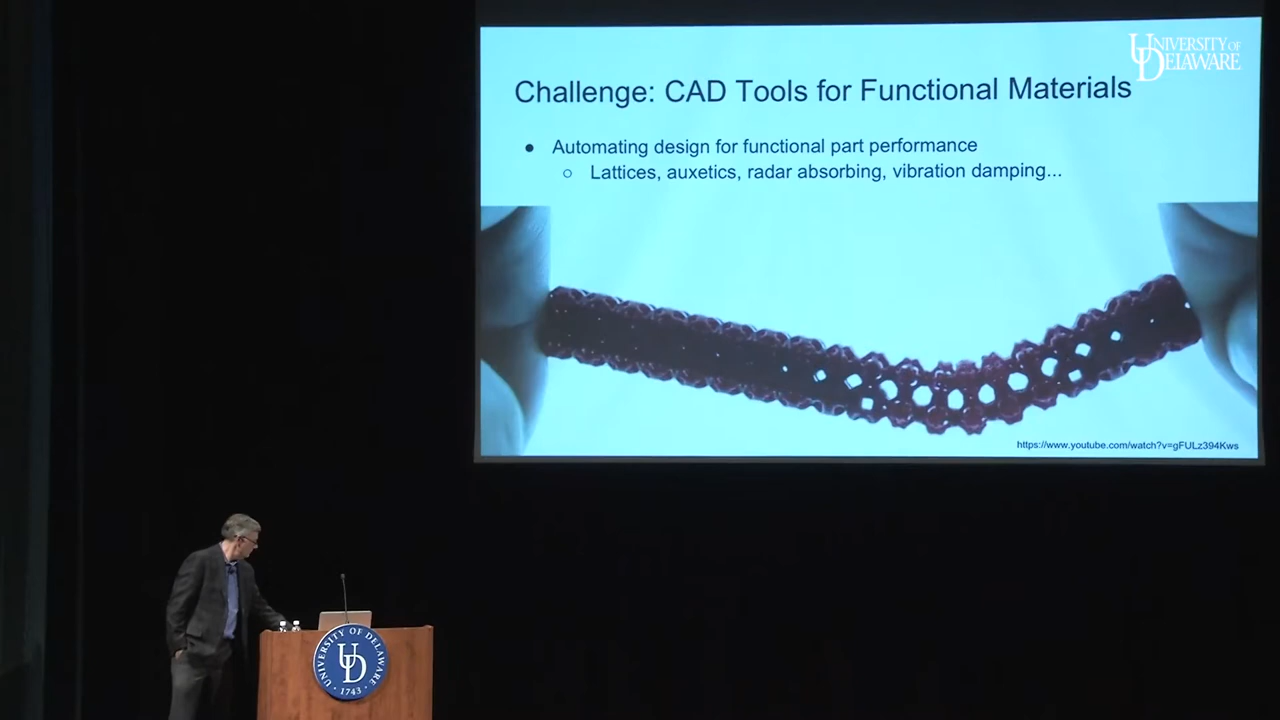 UNIVERSITY OF
DELAWARE
Challenge: CAD Tools for Functional Materials
● Automating design for functional part performance
○ Lattices, auxetics, radar absorbing, vibration damping...
https://www.youtube.com/watch?v=gFULz394Kws
UNIVERSITY OF DELAWARE
UD
· 1743 ·